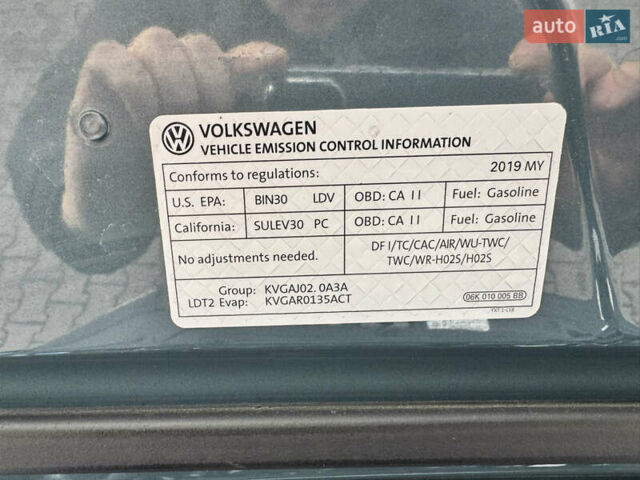 auto RIA .com
VOLKSWAGEN
VEHICLE EMISSION CONTROL INFORMATION
Conforms to regulations: 2019 MY
U.S. EPA: BIN30 LDV OBD: CA II Fuel: Gasoline
California: SULEV30 PC OBD: CA II Fuel: Gasoline
No adjustments needed. DFI/TC/CAC/AIR/WU-TWC/
TWC/WR-HO2S/HO2S
Group: KVGAJ02.0A3A
LDT2 Evap: KVGAR0135ACT
06K 010 005 BB